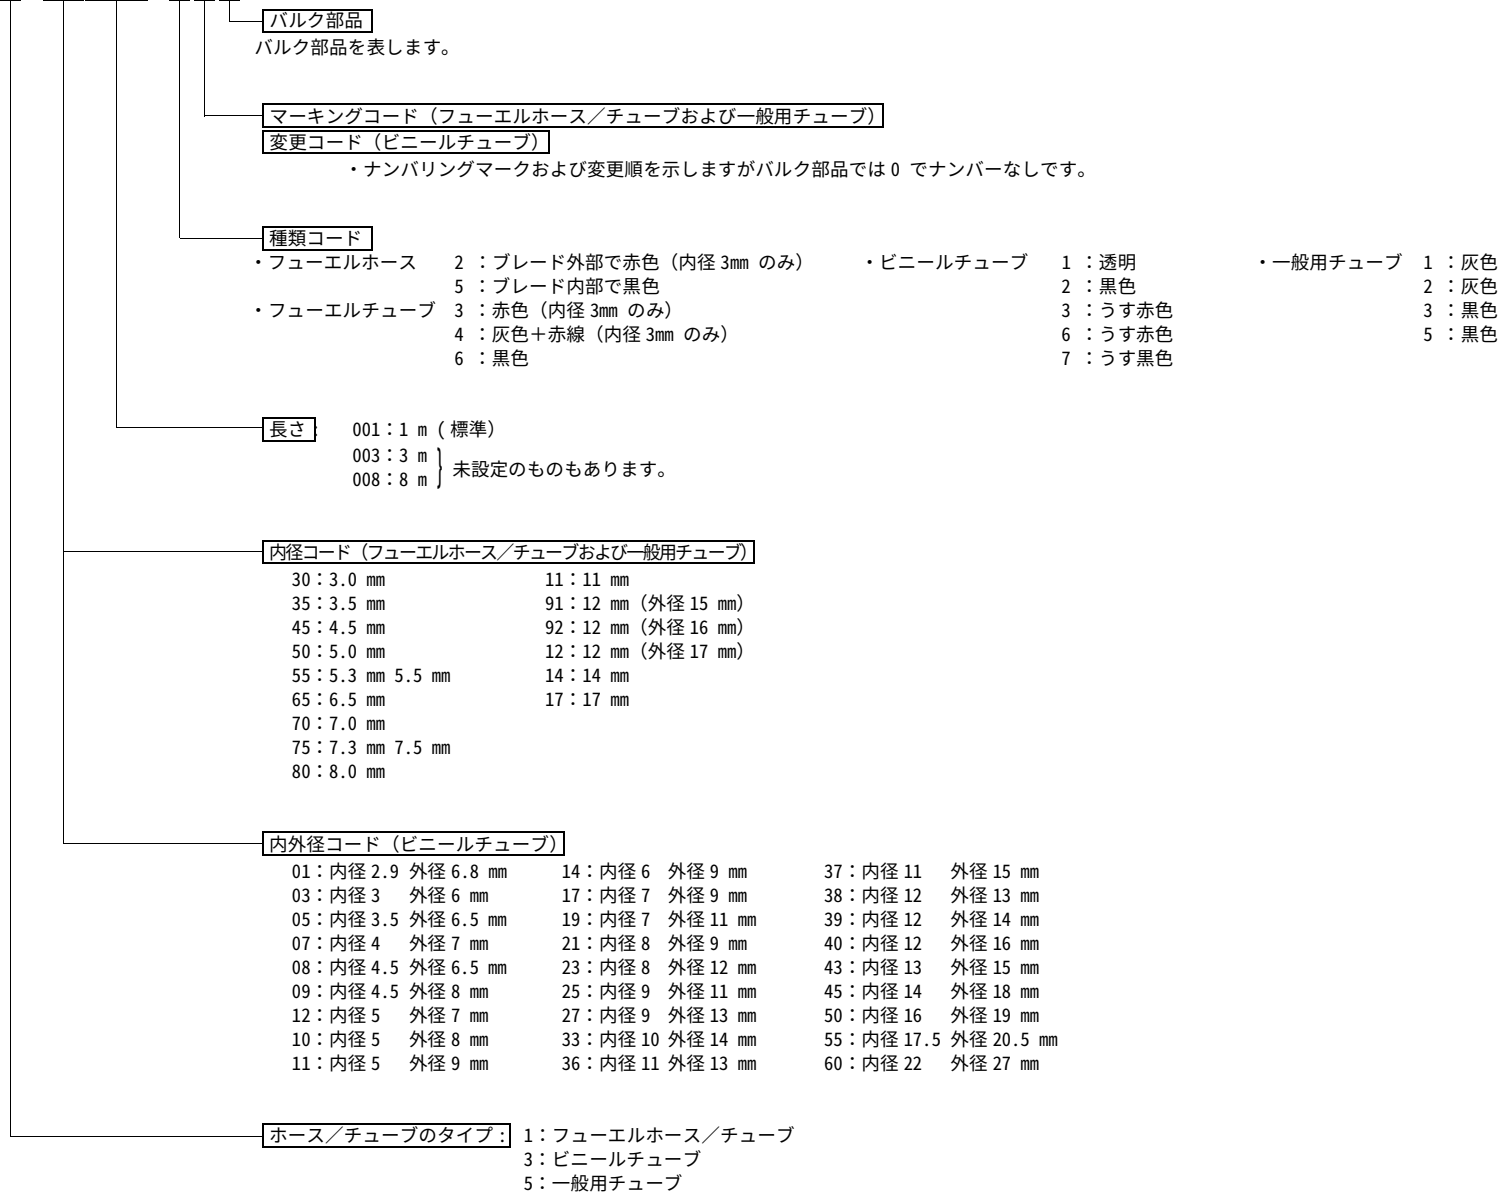 バルク部品
バルク部品を表します。
マーキングコード（フューエルホース／チューブおよび一般用チューブ）
変更コード（ビニールチューブ）
・ナンバリングマークおよび変更順を示しますがバルク部品では 0 でナンバーなしです。
種類コード
・フューエルホース 2 ：ブレード外部で赤色（内径 3mm のみ） ・ビニールチューブ 1 ：透明 ・一般用チューブ 1 ：灰色
5 ：ブレード内部で黒色 2 ：黒色 2 ：灰色
・フューエルチューブ 3 ：赤色（内径 3mm のみ） 3 ：うす赤色 3 ：黒色
4 ：灰色＋赤線（内径 3mm のみ） 6 ：うす赤色 5 ：黒色
6 ：黒色 7 ：うす黒色
長さ： 001：1 m ( 標準）
003：3 m
008：8 m } 未設定のものもあります。
内径コード（フューエルホース／チューブおよび一般用チューブ）
30：3.0 mm 11：11 mm
35：3.5 mm 91：12 mm（外径 15 mm）
45：4.5 mm 92：12 mm（外径 16 mm）
50：5.0 mm 12：12 mm（外径 17 mm）
55：5.3 mm 5.5 mm 14：14 mm
65：6.5 mm 17：17 mm
70：7.0 mm
75：7.3 mm 7.5 mm
80：8.0 mm
内外径コード（ビニールチューブ）
01：内径 2.9 外径 6.8 mm 14：内径 6 外径 9 mm 37：内径 11 外径 15 mm
03：内径 3 外径 6 mm 17：内径 7 外径 9 mm 38：内径 12 外径 13 mm
05：内径 3.5 外径 6.5 mm 19：内径 7 外径 11 mm 39：内径 12 外径 14 mm
07：内径 4 外径 7 mm 21：内径 8 外径 9 mm 40：内径 12 外径 16 mm
08：内径 4.5 外径 6.5 mm 23：内径 8 外径 12 mm 43：内径 13 外径 15 mm
09：内径 4.5 外径 8 mm 25：内径 9 外径 11 mm 45：内径 14 外径 18 mm
12：内径 5 外径 7 mm 27：内径 9 外径 13 mm 50：内径 16 外径 19 mm
10：内径 5 外径 8 mm 33：内径 10 外径 14 mm 55：内径 17.5 外径 20.5 mm
11：内径 5 外径 9 mm 36：内径 11 外径 13 mm 60：内径 22 外径 27 mm
ホース／チューブのタイプ： 1：フューエルホース／チューブ
3：ビニールチューブ
5：一般用チューブ